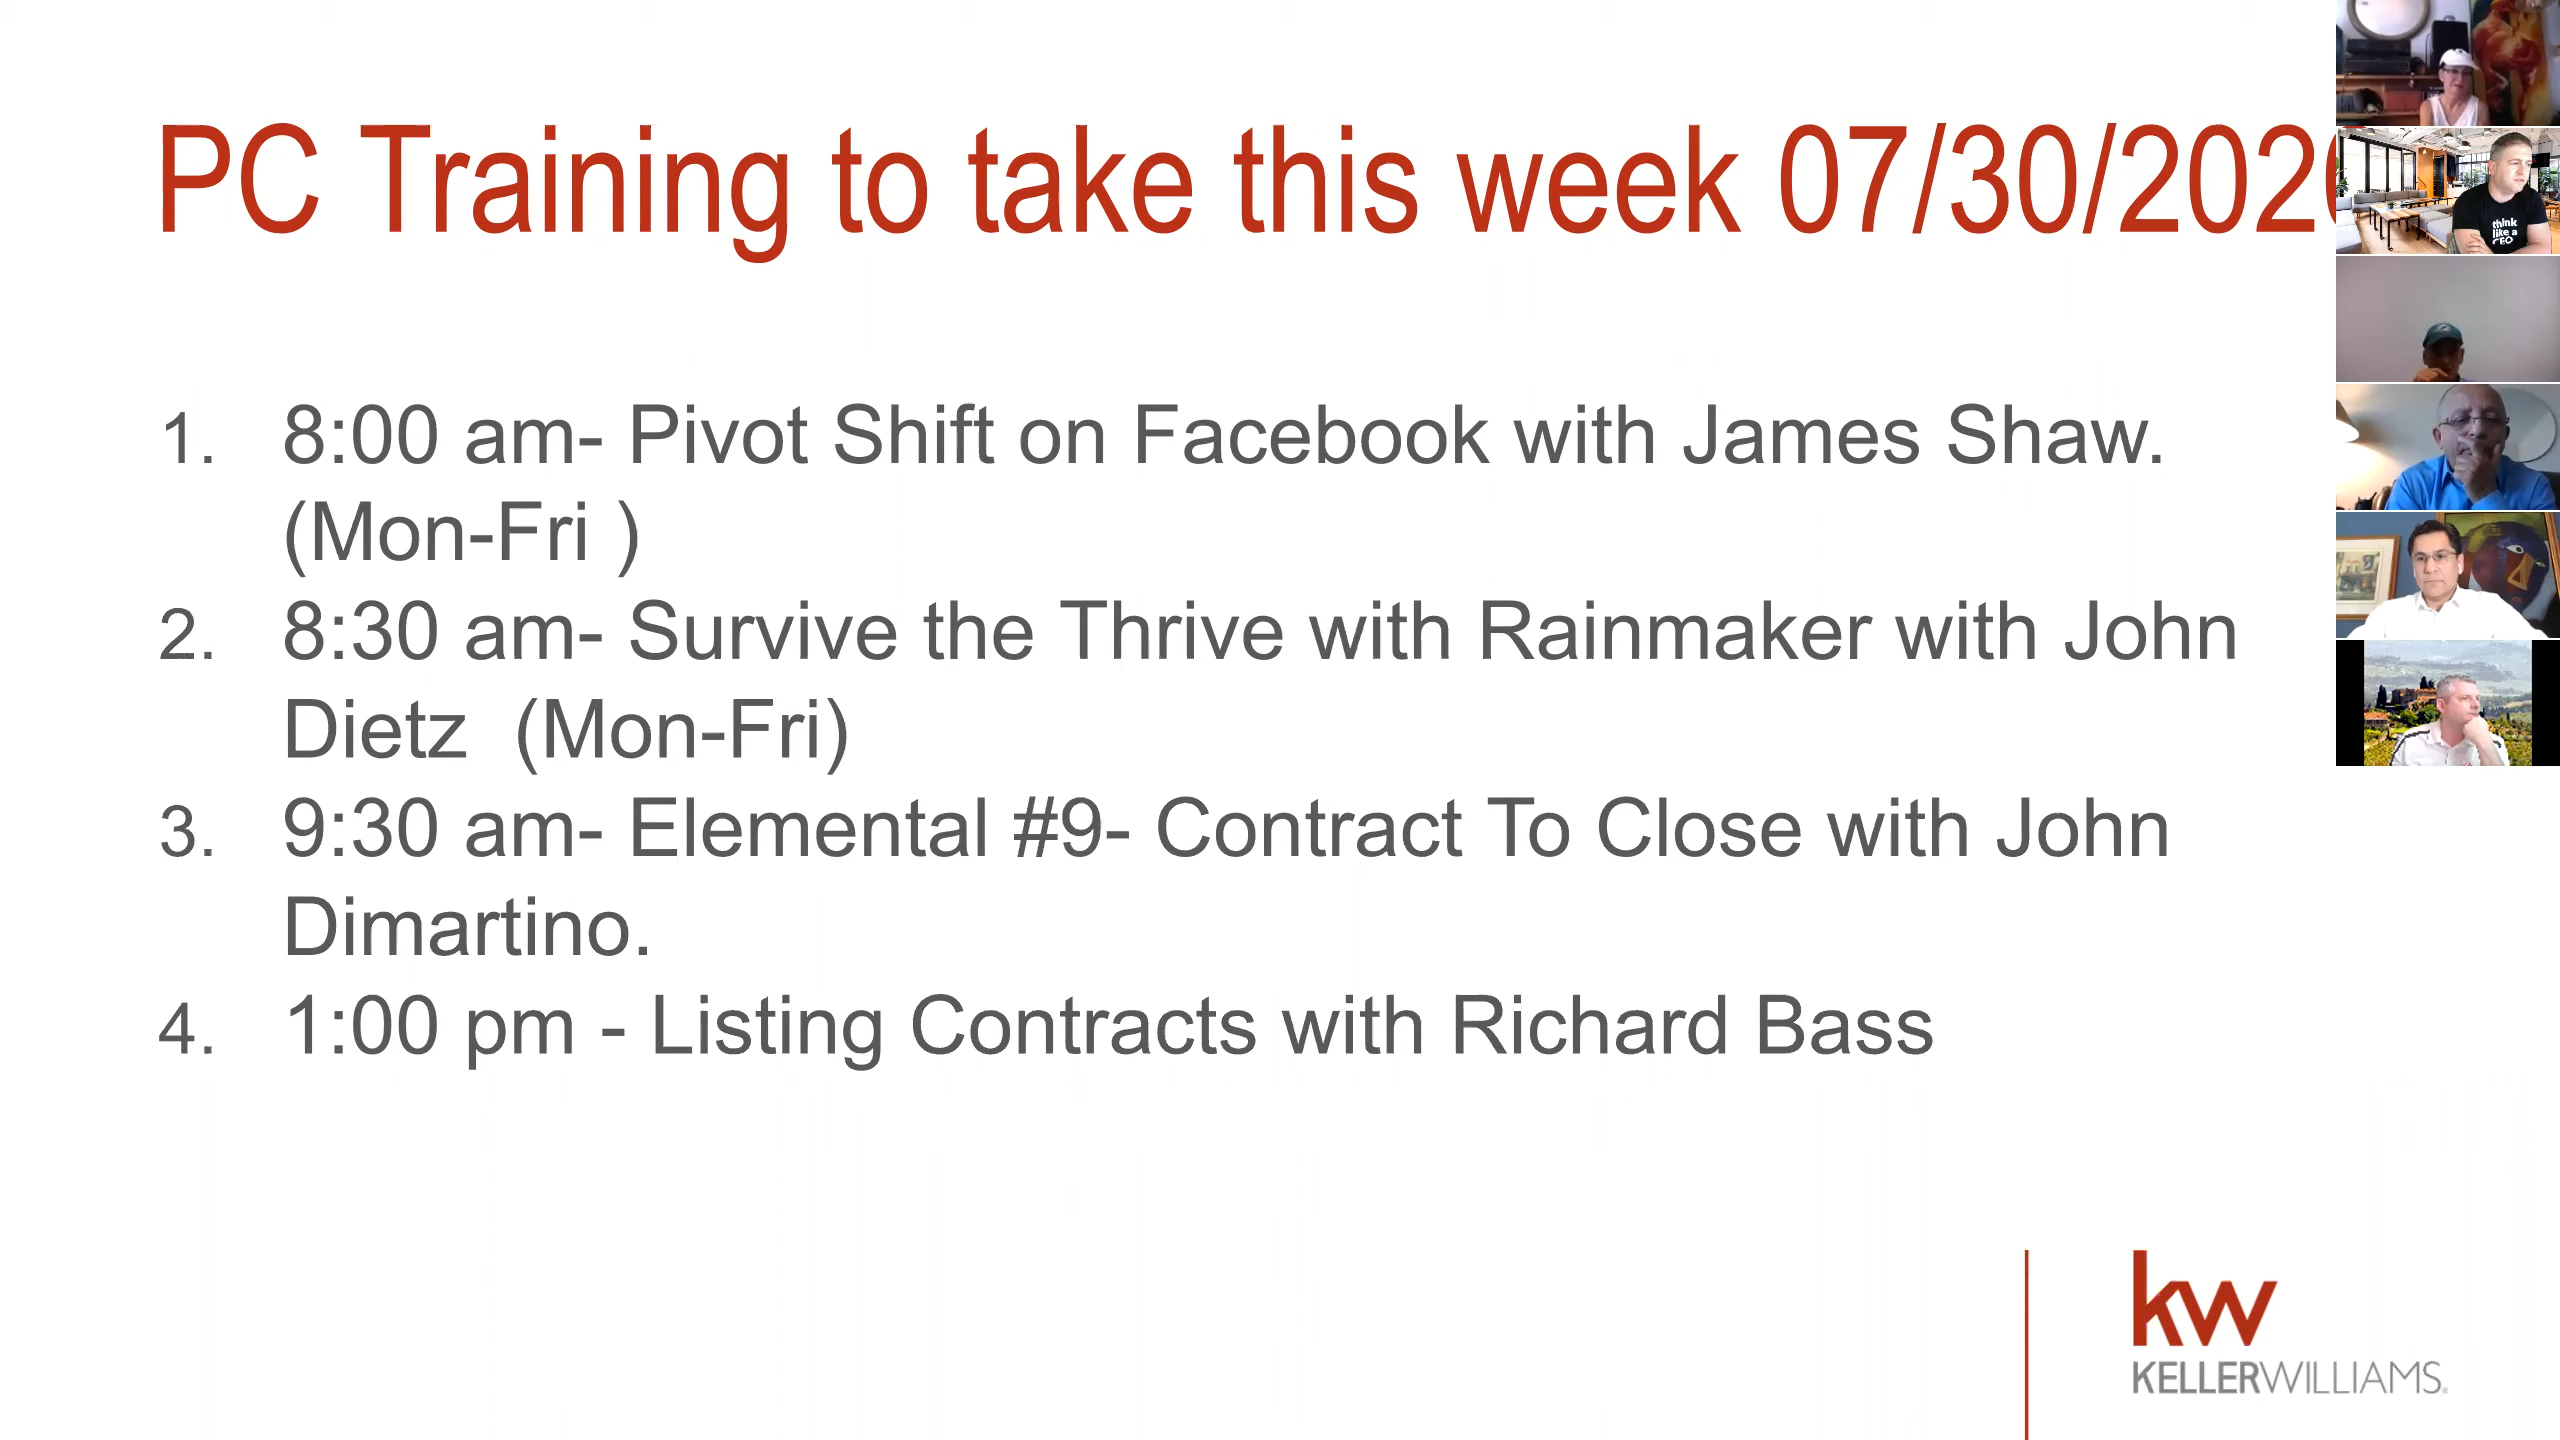 PC Training to take this week 07/30/202
1. 8:00 am- Pivot Shift on Facebook with James Shaw.
(Mon-Fri )
2. 8:30 am- Survive the Thrive with Rainmaker with John
Dietz  (Mon-Fri)
3. 9:30 am- Elemental #9- Contract To Close with John
Dimartino.
4. 1:00 pm - Listing Contracts with Richard Bass
think
like a
CEO
kw
KELLERWILLIAMS.